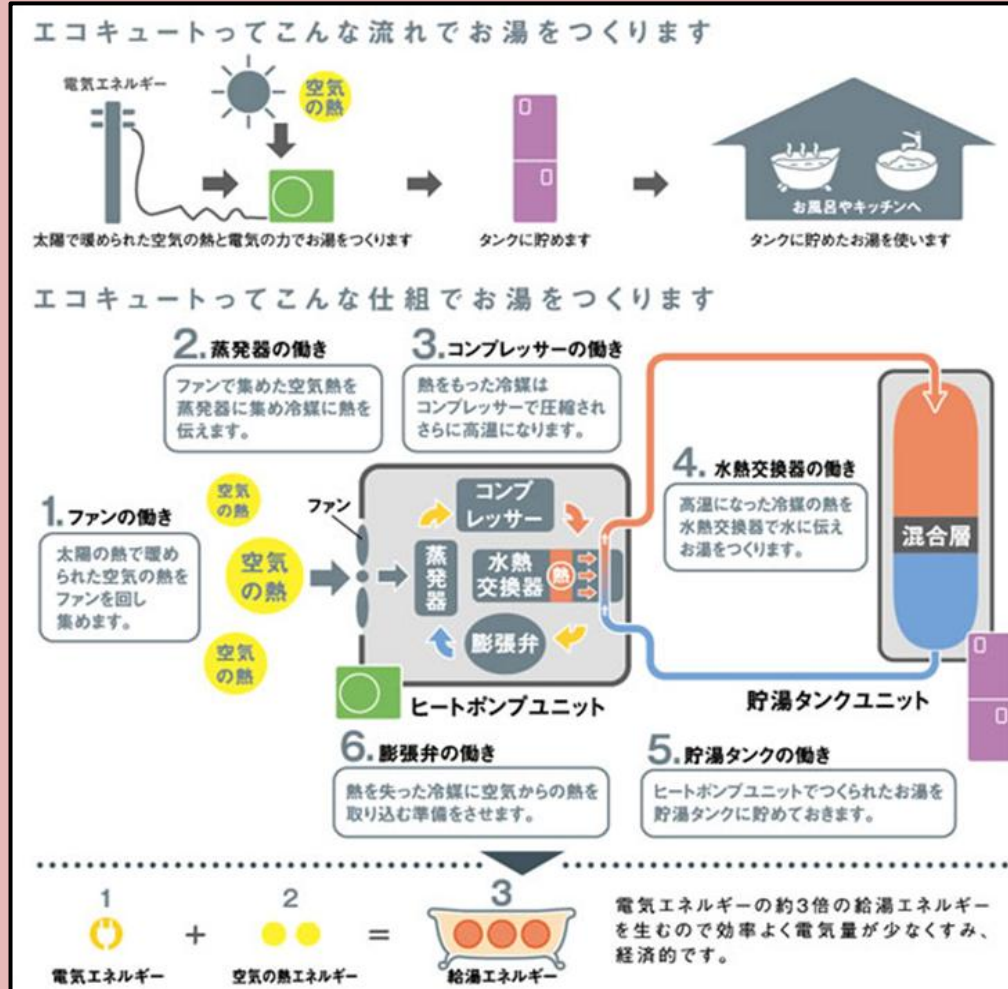 エコキュートってこんな流れでお湯をつくります
電気エネルギー
空気
の熱
お風呂やキッチンへ
太陽で暖められた空気の熱と電気の力でお湯をつくります
タンクに貯めます
タンクに貯めたお湯を使います
エコキュートってこんな仕組でお湯をつくります
1.ファンの働き
太陽の熱で暖め
られた空気の熱を
ファンを回し
集めます。
2.蒸発器の働き
ファンで集めた空気熱を
蒸発器に集め冷媒に熱を
伝えます。
3.コンプレッサーの働き
熱をもった冷媒は
コンプレッサーで圧縮され
さらに高温になります。
4.水熱交換器の働き
高温になった冷媒の熱を
水熱交換器で水に伝え
お湯をつくります。
空気
の熱
空気
の熱
空気
の熱
ファン
蒸発器
コンプ
レッサー
水熱
交換器
熱
膨張弁
混合層
ヒートポンプユニット
貯湯タンクユニット
6.膨張弁の働き
熱を失った冷媒に空気からの熱を
取り込む準備をさせます。
5.貯湯タンクの働き
ヒートポンプユニットでつくられたお湯を
貯湯タンクに貯めておきます。
1
電気エネルギー
+
2
空気の熱エネルギー
=
3
給湯エネルギー
電気エネルギーの約3倍の給湯エネルギー
を生むので効率よく電気量が少なくすみ、
経済的です。